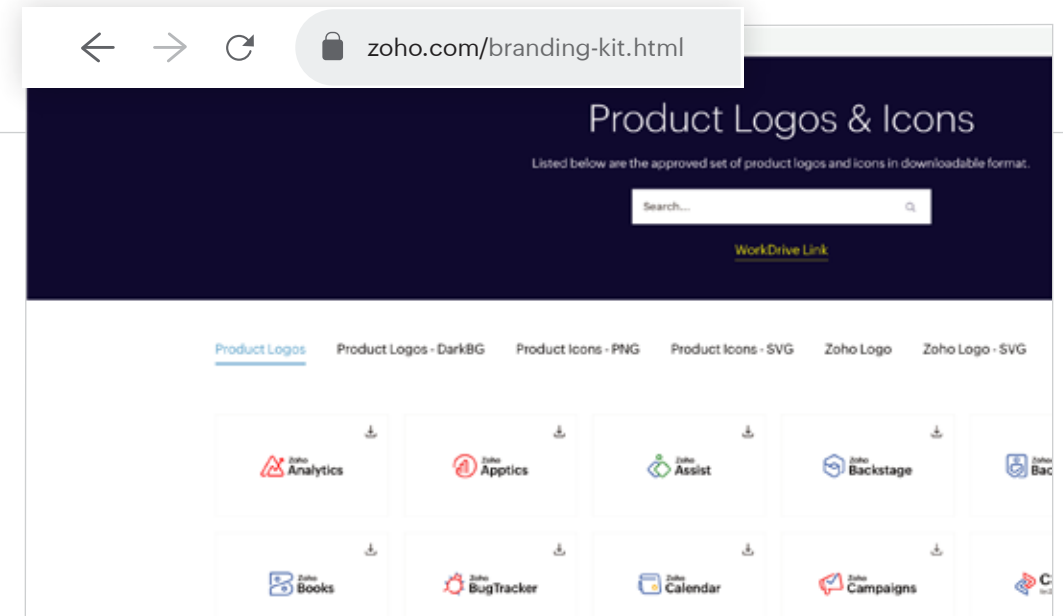 zoho.com/branding-kit.html
Product Logos & Icons
Listed below are the approved set of product logos and icons in downloadable format.
Search...
WorkDrive Link
Product Logos Product Logos - DarkBG Product Icons - PNG Product Icons - SVG Zoho Logo Zoho Logo - SVG
Zoho
Analytics
Zoho
Apptics
Zoho
Assist
Zoho
Backstage
Zoho
Bac
Zoho
Books
Zoho
BugTracker
Zoho
Calendar
Zoho
Campaigns
C